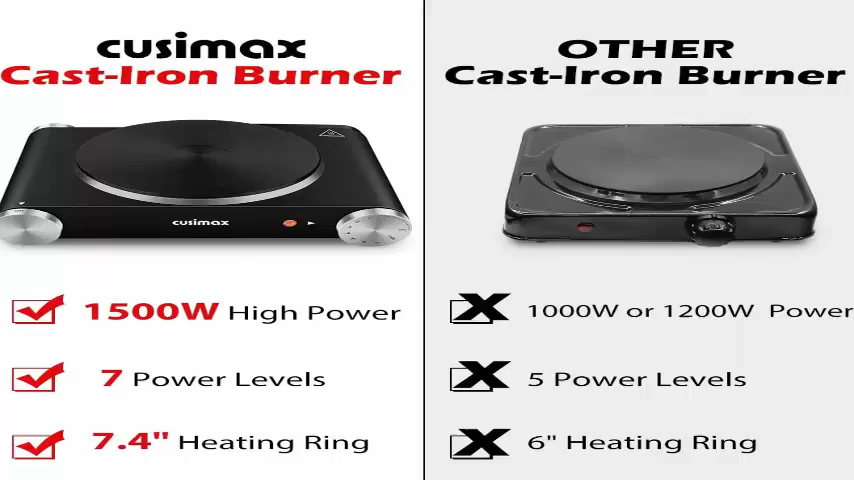 cusimax
Cast-Iron Burner
cusimax
1500W High Power
7 Power Levels
7.4" Heating Ring
OTHER
Cast-Iron Burner
1000W or 1200W Power
5 Power Levels
6" Heating Ring